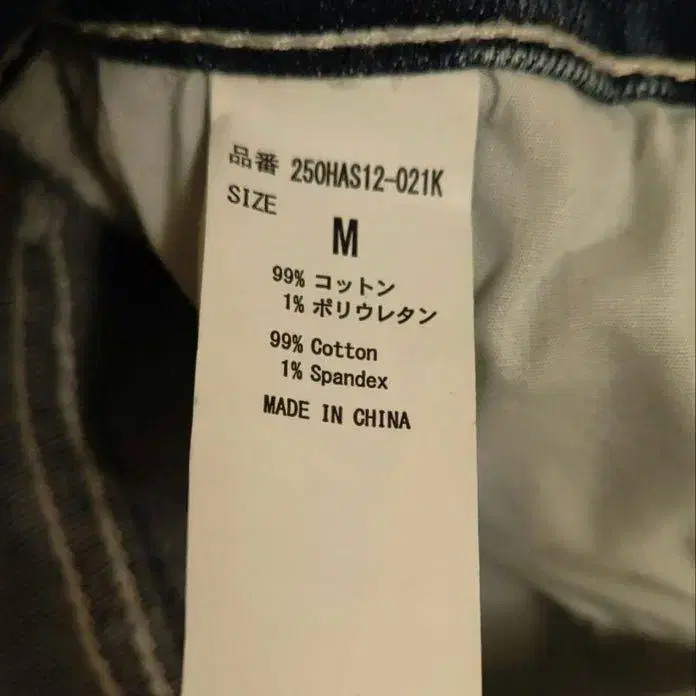 品番 250HAS12-021K
SIZE
M
99% コットン
1% ポリウレタン
99% Cotton
1% Spandex
MADE IN CHINA